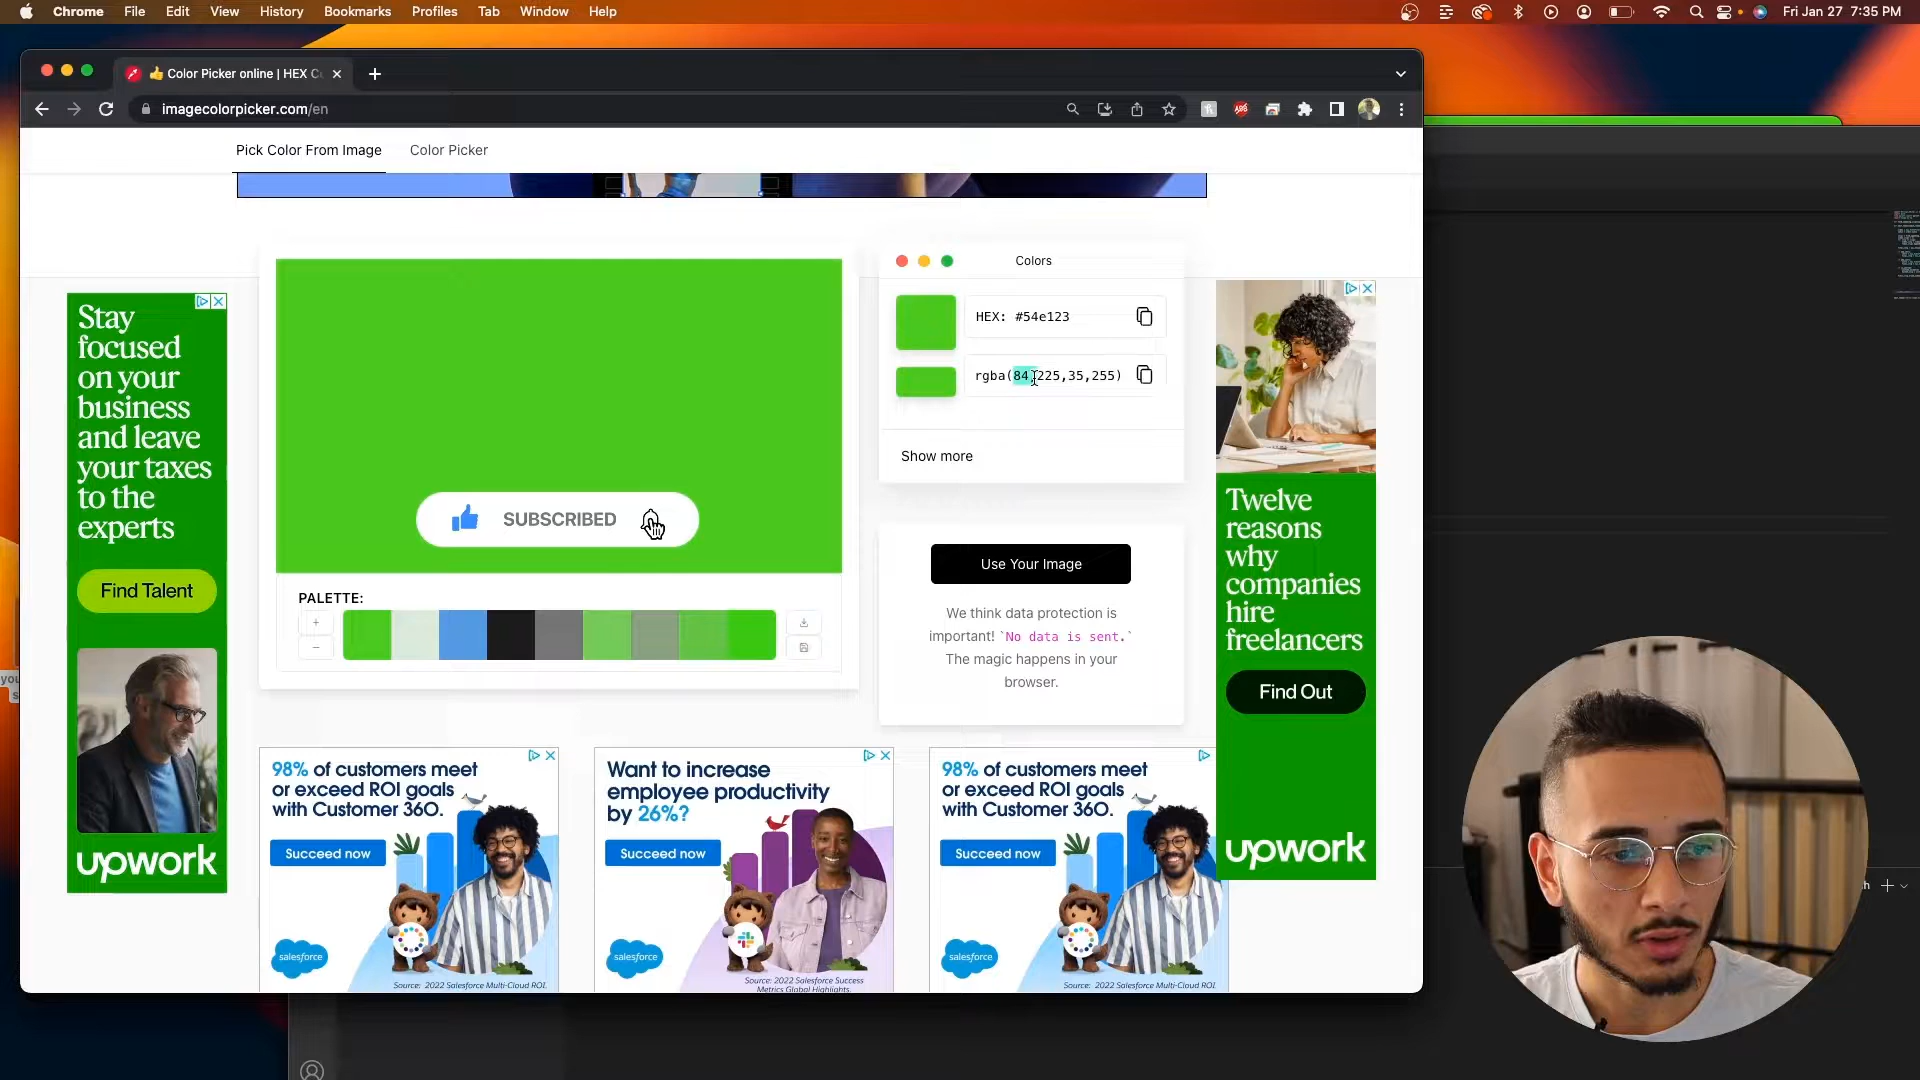 Chrome File Edit View History Bookmarks Profiles Tab Window Help
Fri Jan 27 7:35 PM
👍 Color Picker online | HEX C
imagecolorpicker.com/en
Pick Color From Image
Color Picker
Stay
focused
on your
business
and leave
your taxes
to the
experts
Find Talent
upwork
SUBSCRIBED
PALETTE:
Colors
HEX: #54e123
rgba(84,225,35,255)
Show more
Use Your Image
We think data protection is
important! `No data is sent.`
The magic happens in your
browser.
Twelve
reasons
why
companies
hire
freelancers
Find Out
upwork
98% of customers meet
or exceed ROI goals
with Customer 360.
Succeed now
salesforce
Source: 2022 Salesforce Multi-Cloud ROI.
Want to increase
employee productivity
by 26%?
Succeed now
salesforce
Source: 2022 Salesforce Success
Metrics Global Highlights.
98% of customers meet
or exceed ROI goals
with Customer 360.
Succeed now
salesforce
Source: 2022 Salesforce Multi-Cloud ROI.